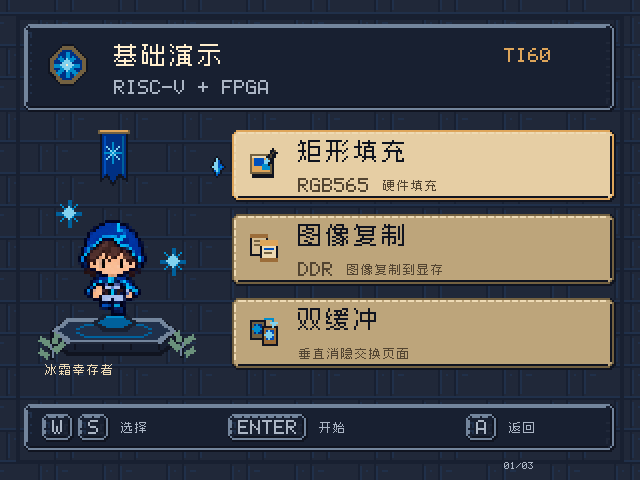 基础演示
TI60
RISC-V + FPGA
矩形填充
RGB565 硬件填充
图像复制
DDR 图像复制到显存
双缓冲
垂直消隐交换页面
冰霜幸存者
W S 选择 ENTER 开始 A 返回
01/03